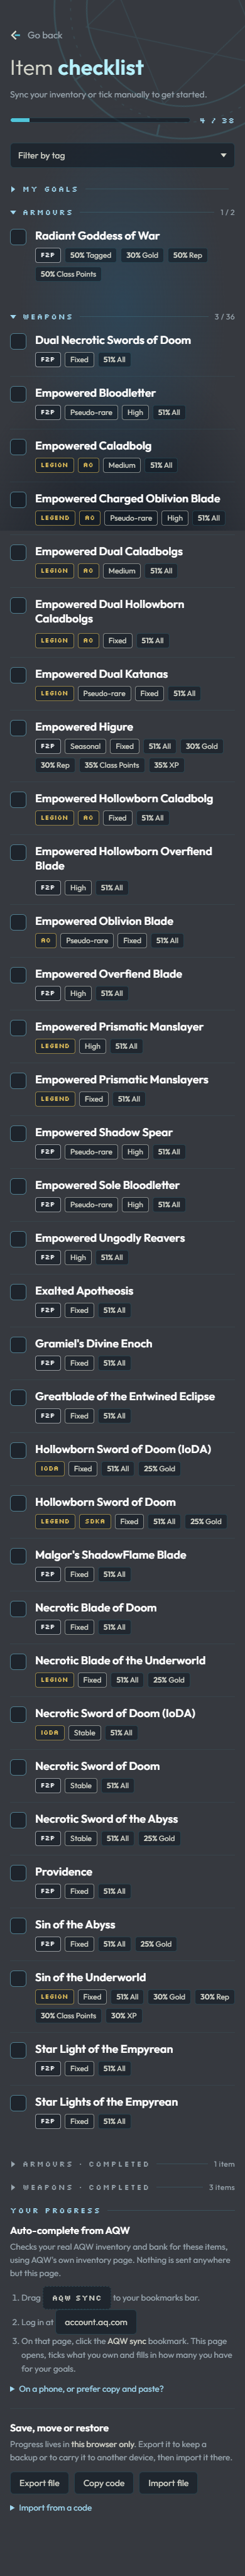 Go back
Item checklist
Sync your inventory or tick manually to get started.
4 / 38
Filter by tag
MY GOALS
ARMOURS 1 / 2
Radiant Goddess of War
F2P 50% Tagged 30% Gold 50% Rep
50% Class Points
WEAPONS 3 / 36
Dual Necrotic Swords of Doom
F2P Fixed 51% All
Empowered Bloodletter
F2P Pseudo-rare High 51% All
Empowered Caladbolg
LEGION AC Medium 51% All
Empowered Charged Oblivion Blade
LEGEND AC Pseudo-rare High 51% All
Empowered Dual Caladbolgs
LEGION AC Medium 51% All
Empowered Dual Hollowborn
Caladbolgs
LEGION AC Fixed 51% All
Empowered Dual Katanas
LEGION Pseudo-rare Fixed 51% All
Empowered Higure
F2P Seasonal Fixed 51% All 30% Gold
30% Rep 35% Class Points 35% XP
Empowered Hollowborn Caladbolg
LEGION AC Fixed 51% All
Empowered Hollowborn Overfiend
Blade
F2P High 51% All
Empowered Oblivion Blade
AC Pseudo-rare Fixed 51% All
Empowered Overfiend Blade
F2P High 51% All
Empowered Prismatic Manslayer
LEGEND High 51% All
Empowered Prismatic Manslayers
LEGEND Fixed 51% All
Empowered Shadow Spear
F2P Pseudo-rare High 51% All
Empowered Sole Bloodletter
F2P Pseudo-rare High 51% All
Empowered Ungodly Reavers
F2P High 51% All
Exalted Apotheosis
F2P Fixed 51% All
Gramiel's Divine Enoch
F2P Fixed 51% All
Greatblade of the Entwined Eclipse
F2P Fixed 51% All
Hollowborn Sword of Doom (IoDA)
IODA Fixed 51% All 25% Gold
Hollowborn Sword of Doom
LEGEND SDKA Fixed 51% All 25% Gold
Malgor's ShadowFlame Blade
F2P Fixed 51% All
Necrotic Blade of Doom
F2P Fixed 51% All
Necrotic Blade of the Underworld
LEGION Fixed 51% All 25% Gold
Necrotic Sword of Doom (IoDA)
IODA Stable 51% All
Necrotic Sword of Doom
F2P Stable 51% All
Necrotic Sword of the Abyss
F2P Stable 51% All 25% Gold
Providence
F2P Fixed 51% All
Sin of the Abyss
F2P Fixed 51% All 25% Gold
Sin of the Underworld
LEGION Fixed 51% All 30% Gold 30% Rep
30% Class Points 30% XP
Star Light of the Empyrean
F2P Fixed 51% All
Star Lights of the Empyrean
F2P Fixed 51% All
ARMOURS · COMPLETED 1 item
WEAPONS · COMPLETED 3 items
YOUR PROGRESS
Auto-complete from AQW
Checks your real AQW inventory and bank for these items,
using AQW's own inventory page. Nothing is sent anywhere
but this page.
1. Drag AQW SYNC to your bookmarks bar.
2. Log in at account.aq.com
3. On that page, click the AQW sync bookmark. This page
opens, ticks what you own and fills in how many you have
for your goals.
On a phone, or prefer copy and paste?
Save, move or restore
Progress lives in this browser only. Export it to keep a
backup or to carry it to another device, then import it there.
Export file Copy code Import file
Import from a code